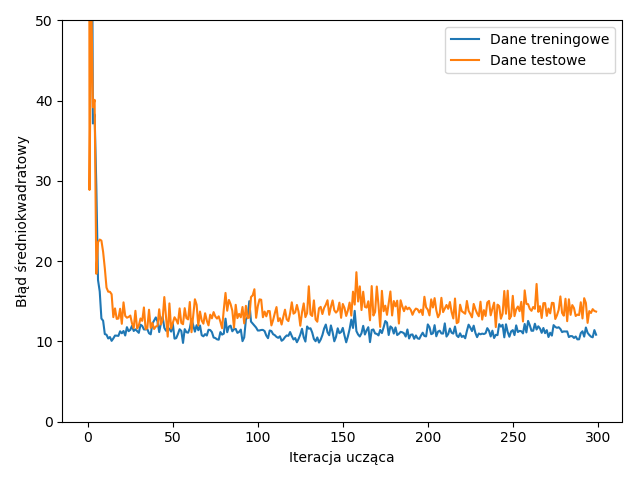 50
40
30
20
10
0
Błąd średniokwadratowy
Dane treningowe
Dane testowe
0 50 100 150 200 250 300
Iteracja ucząca